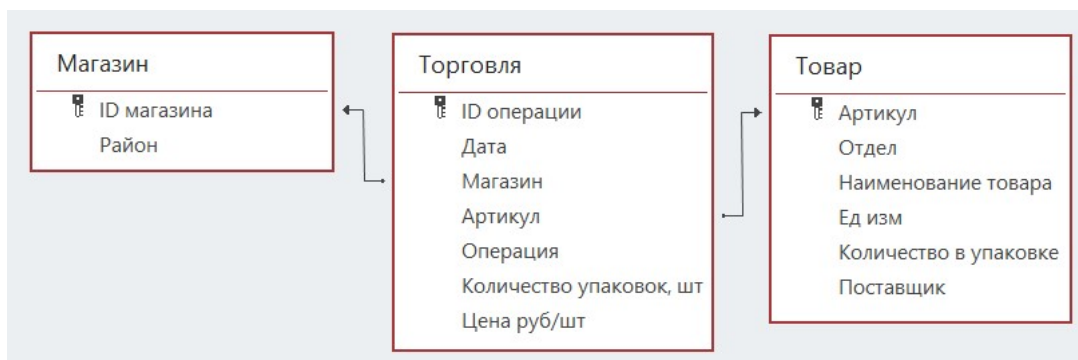 Магазин
ID магазина
Район
Торговля
ID операции
Дата
Магазин
Артикул
Операция
Количество упаковок, шт
Цена руб/шт
Товар
Артикул
Отдел
Наименование товара
Ед изм
Количество в упаковке
Поставщик